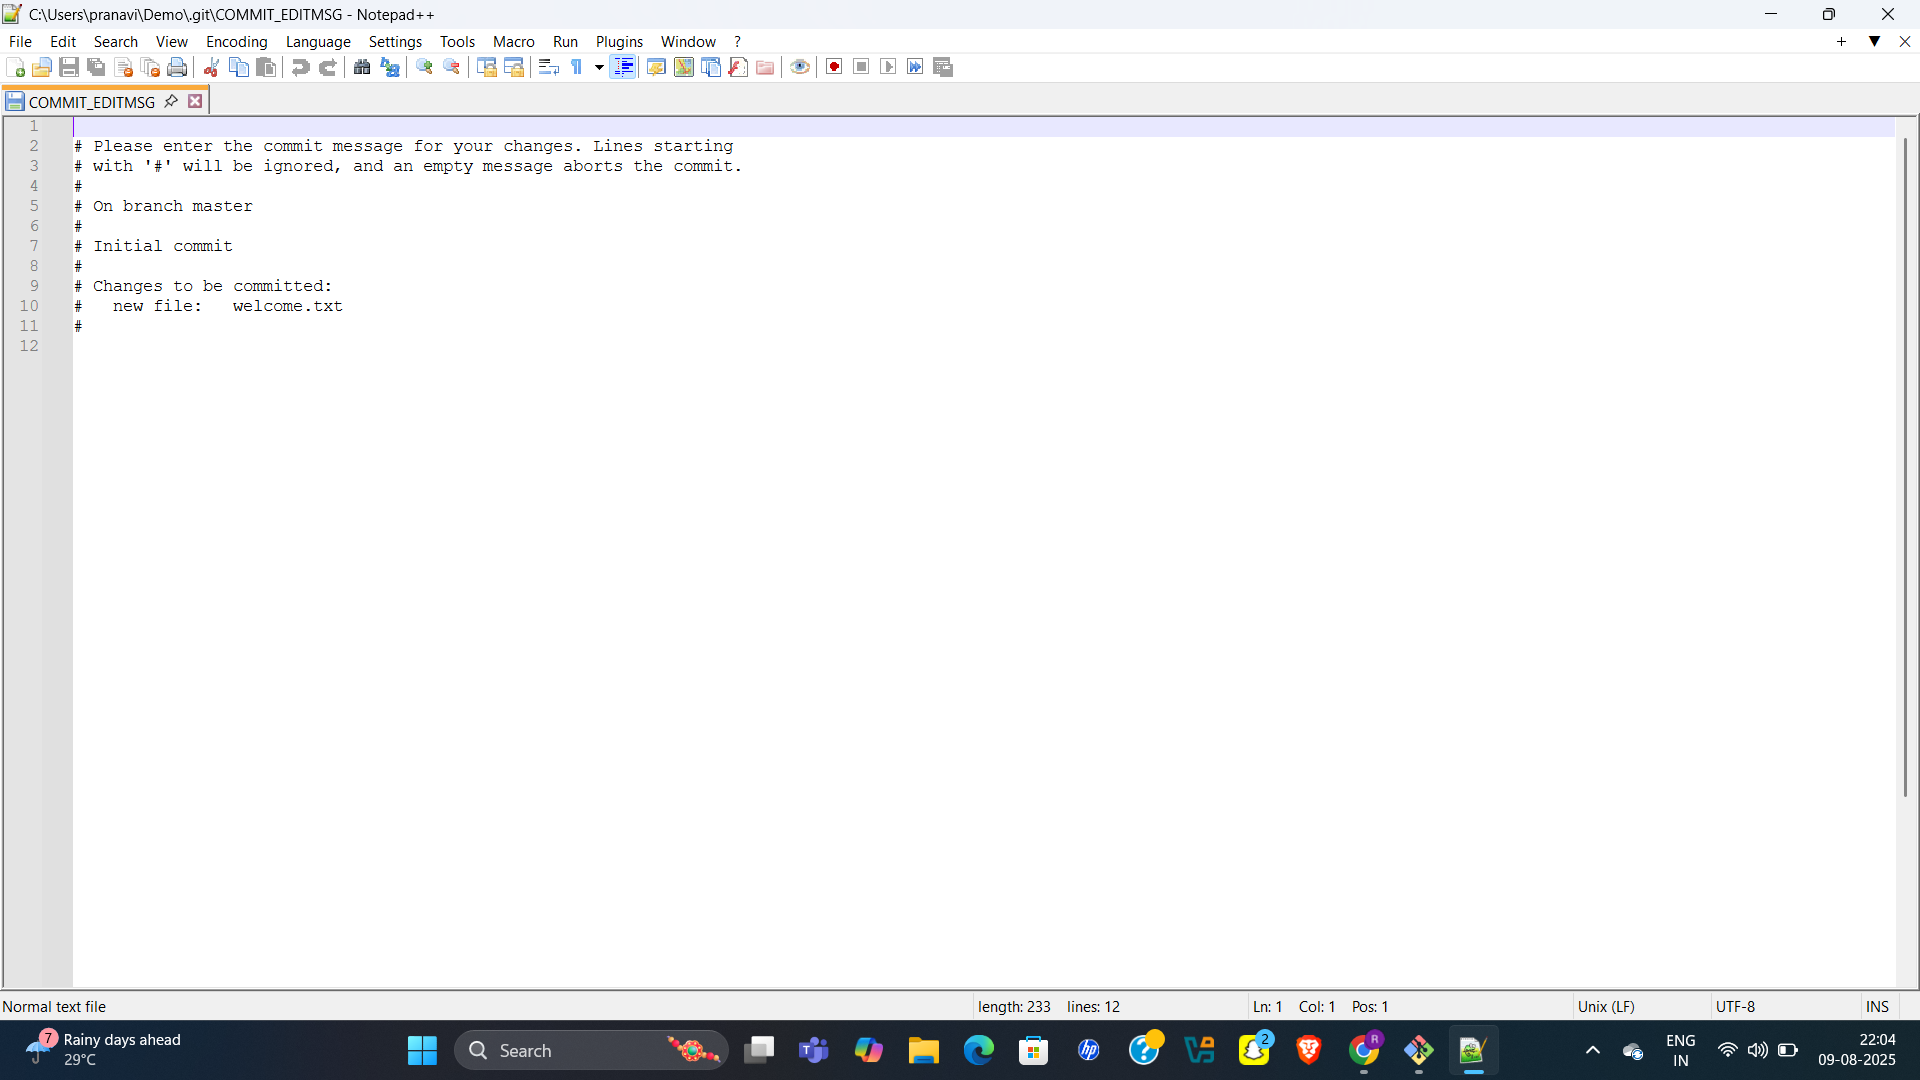 C:\Users\pranavi\Demo\.git\COMMIT_EDITMSG - Notepad++
File Edit Search View Encoding Language Settings Tools Macro Run Plugins Window ?
COMMIT_EDITMSG
1
2 # Please enter the commit message for your changes. Lines starting
3 # with '#' will be ignored, and an empty message aborts the commit.
4 #
5 # On branch master
6 #
7 # Initial commit
8 #
9 # Changes to be committed:
10 #   new file:   welcome.txt
11 #
12
Normal text file length: 233 lines: 12 Ln: 1 Col: 1 Pos: 1 Unix (LF) UTF-8 INS
7 Rainy days ahead
29°C
Search
hp
2
R
ENG
IN
22:04
09-08-2025